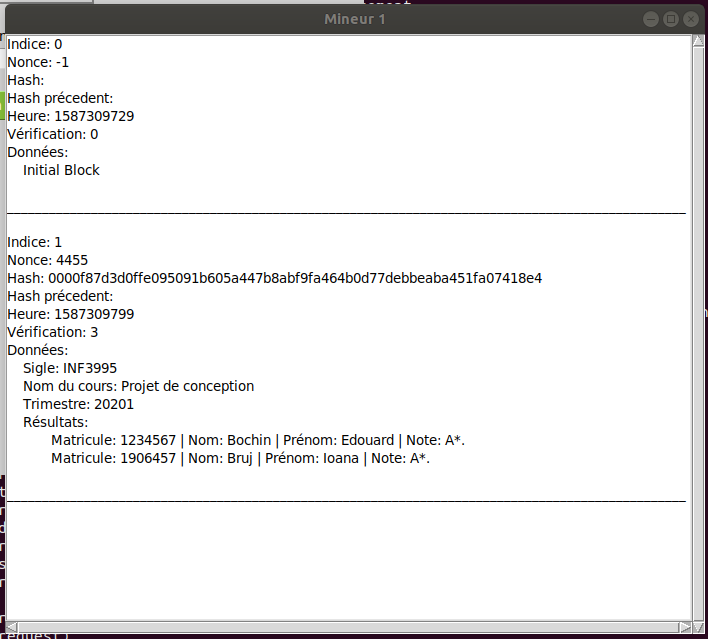 Mineur 1
Indice: 0
Nonce: -1
Hash:
Hash précedent:
Heure: 1587309729
Vérification: 0
Données:
Initial Block
Indice: 1
Nonce: 4455
Hash: 0000f87d3d0ffe095091b605a447b8abf9fa464b0d77debbeaba451fa07418e4
Hash précedent:
Heure: 1587309799
Vérification: 3
Données:
Sigle: INF3995
Nom du cours: Projet de conception
Trimestre: 20201
Résultats:
Matricule: 1234567 | Nom: Bochin | Prénom: Edouard | Note: A*.
Matricule: 1906457 | Nom: Bruj | Prénom: Ioana | Note: A*.